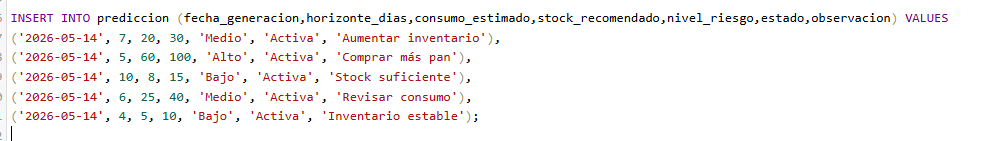 INSERT INTO prediccion (fecha_generacion,horizonte_dias,consumo_estimado,stock_recomendado,nivel_riesgo,estado,observacion) VALUES
('2026-05-14', 7, 20, 30, 'Medio', 'Activa', 'Aumentar inventario'),
('2026-05-14', 5, 60, 100, 'Alto', 'Activa', 'Comprar más pan'),
('2026-05-14', 10, 8, 15, 'Bajo', 'Activa', 'Stock suficiente'),
('2026-05-14', 6, 25, 40, 'Medio', 'Activa', 'Revisar consumo'),
('2026-05-14', 4, 5, 10, 'Bajo', 'Activa', 'Inventario estable');